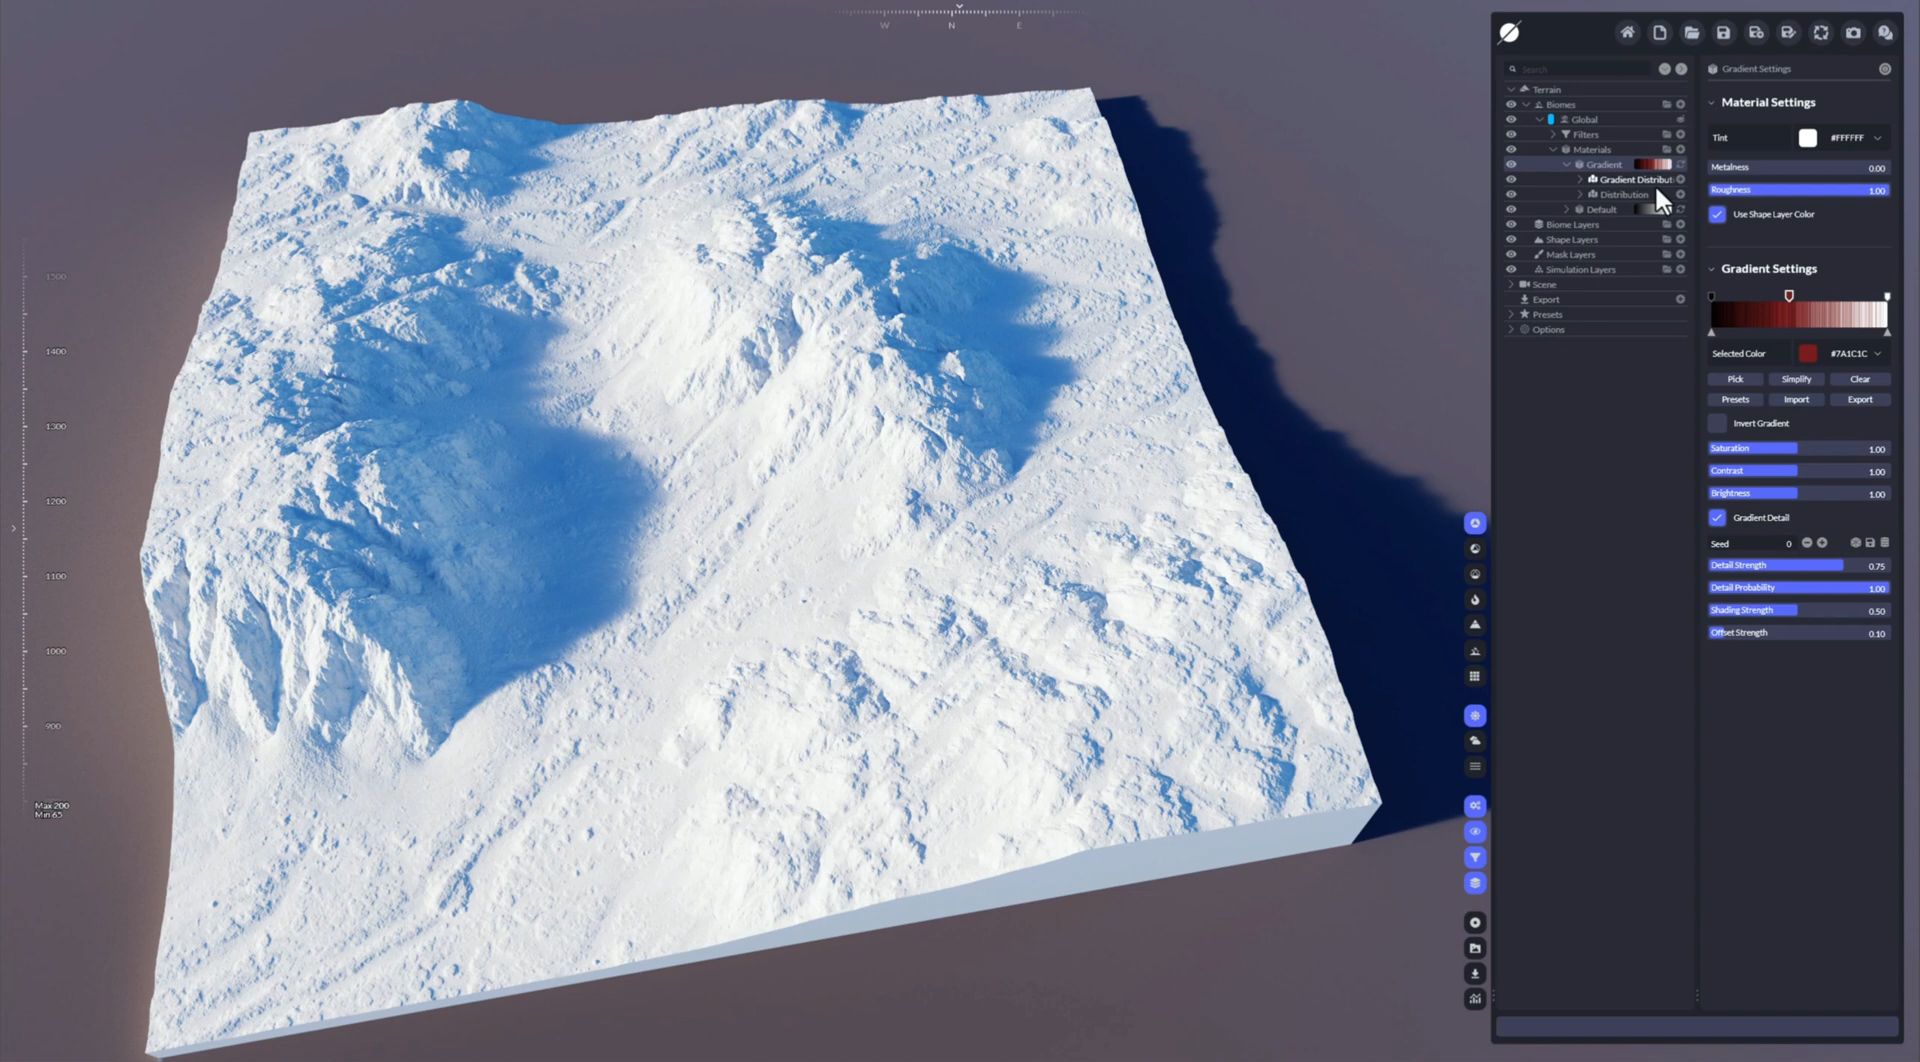 W N E
1500
1400
1300
1200
1100
1000
900
Max 200
Min 65
Search
Terrain
Biomes
Global
Filters
Materials
Gradient
Gradient Distribut
Distribution
Default
Biome Layers
Shape Layers
Mask Layers
Simulation Layers
Scene
Export
Presets
Options
Gradient Settings
Material Settings
Tint #FFFFFF
Metalness 0.00
Roughness 1.00
Use Shape Layer Color
Gradient Settings
Selected Color #7A1C1C
Pick Simplify Clear
Presets Import Export
Invert Gradient
Saturation 1.00
Contrast 1.00
Brightness 1.00
Gradient Detail
Seed 0
Detail Strength 0.75
Detail Probability 1.00
Shading Strength 0.50
Offset Strength 0.10